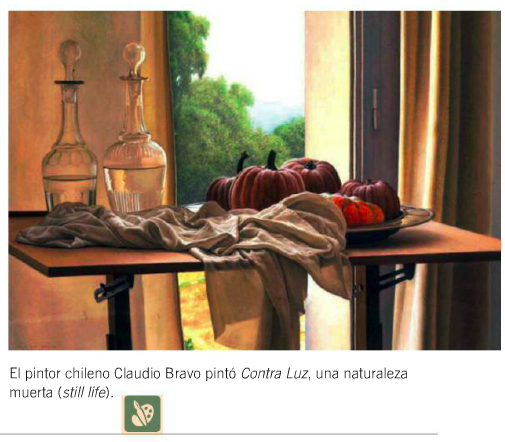 El pintor chileno Claudio Bravo pintó Contra Luz, una naturaleza
muerta (still life).